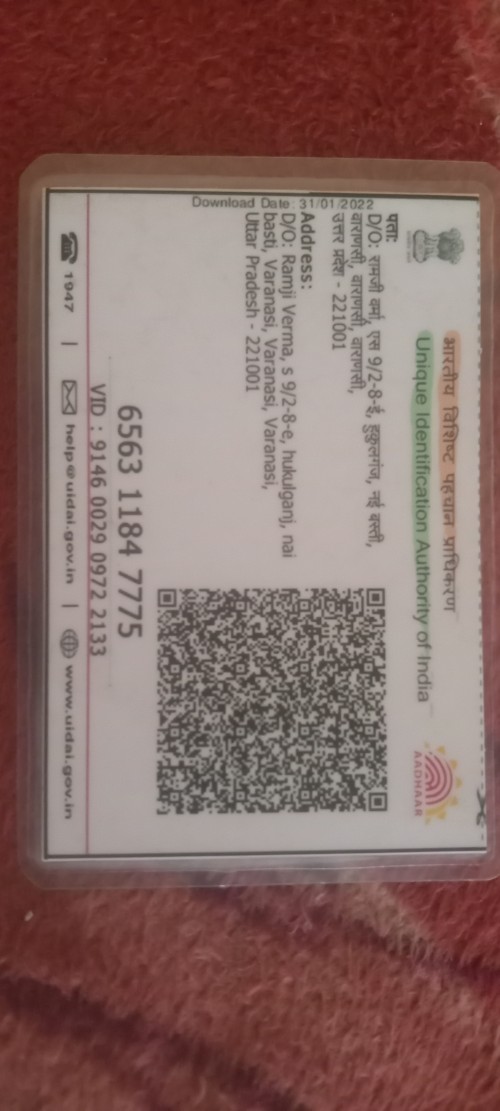 भारतीय विशिष्ट पहचान प्राधिकरण
Unique Identification Authority of India
AADHAAR
Download Date: 31/01/2022
पता:
D/O: रामजी वर्मा, एस 9/2-8-ई, हुकुलगंज, नई बस्ती,
वाराणसी, वाराणसी, वाराणसी,
उत्तर प्रदेश - 221001
Address:
D/O: Ramji Verma, s 9/2-8-e, hukulganj, nai
basti, Varanasi, Varanasi, Varanasi,
Uttar Pradesh - 221001
6563 1184 7775
VID : 9146 0029 0972 2133
1947 | help@uidai.gov.in | www.uidai.gov.in